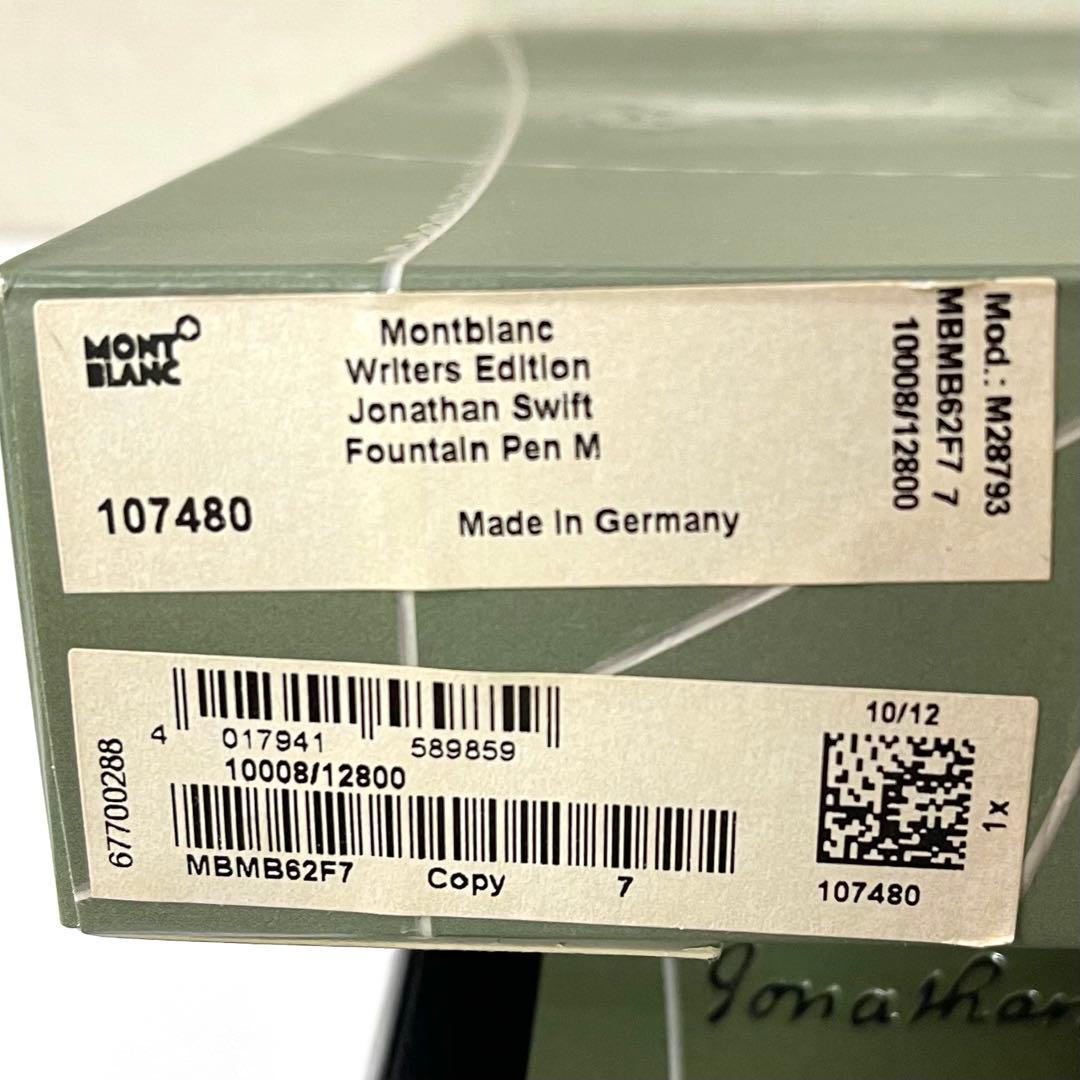 MONT
BLANC
Montblanc
Writers Edition
Jonathan Swift
Fountain Pen M
107480
Made in Germany
Mod.: M28793
MBMB62F7 7
10008/12800
67700288
4 017941 589859
10008/12800
MBMB62F7 Copy 7
10/12
1x
107480
Jonathan